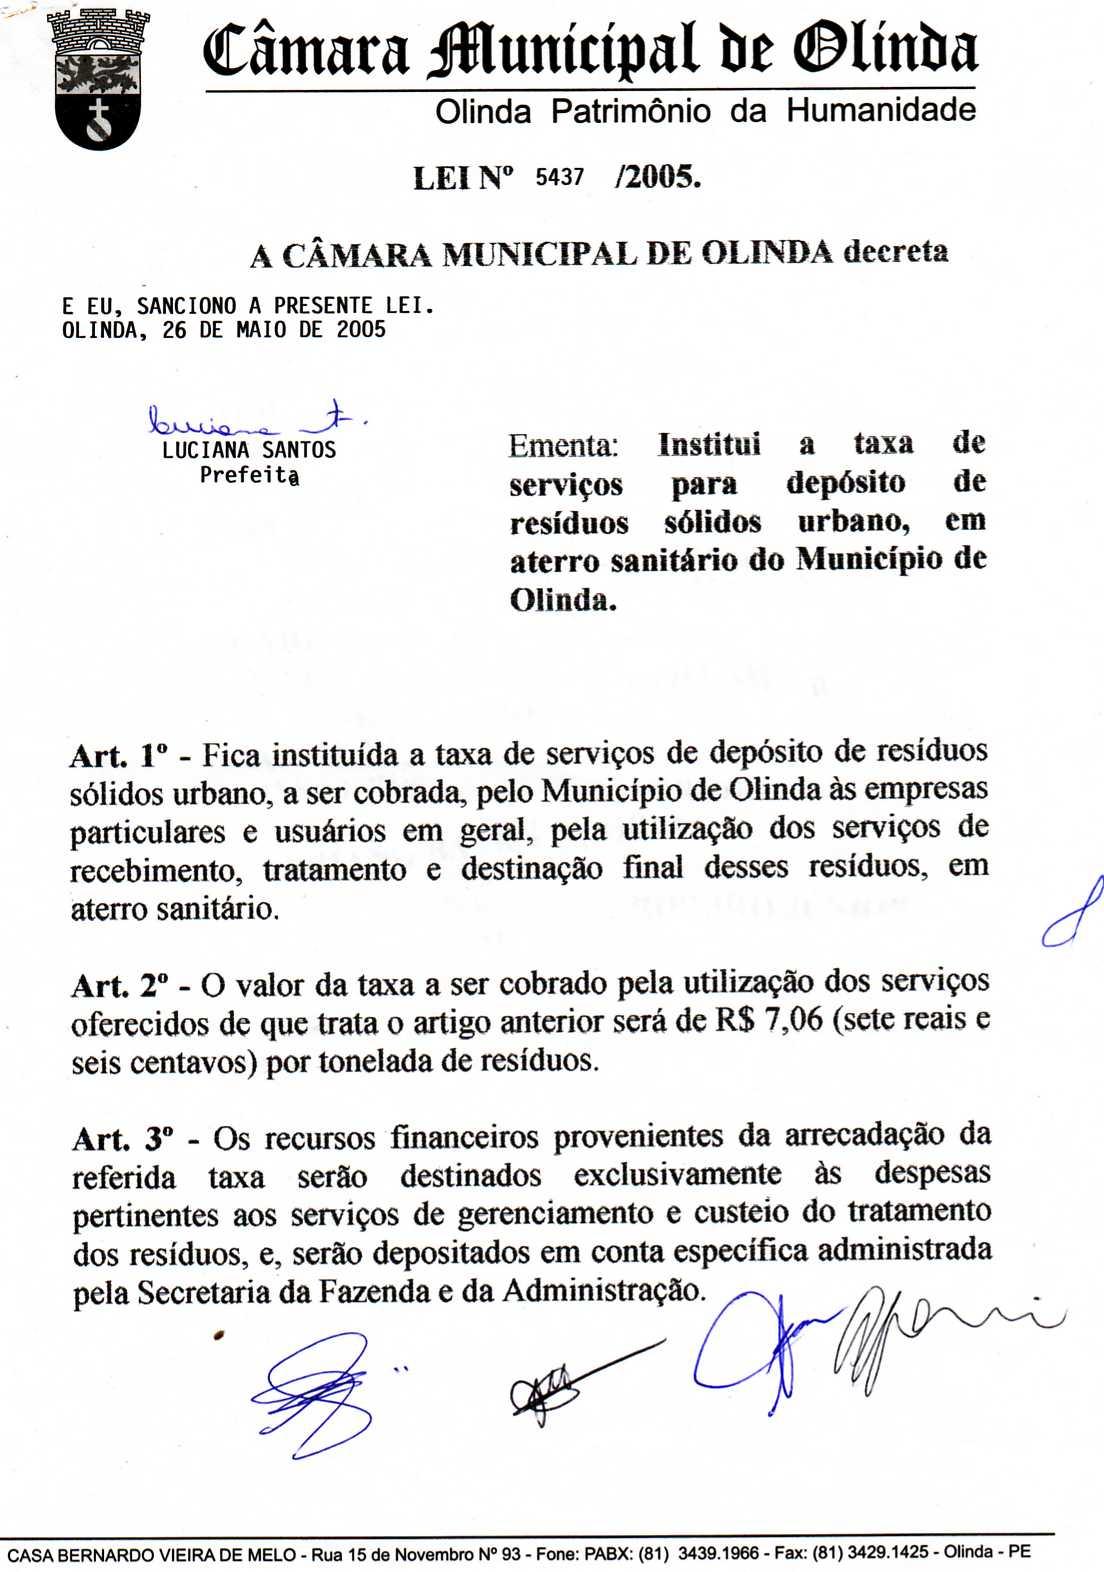 Câmara Municipal de Olinda
Olinda Patrimônio da Humanidade
LEI Nº 5437 /2005.
A CÂMARA MUNICIPAL DE OLINDA decreta
E EU, SANCIONO A PRESENTE LEI.
OLINDA, 26 DE MAIO DE 2005
LUCIANA SANTOS
Prefeita
Ementa: Institui a taxa de
serviços para depósito de
resíduos sólidos urbano, em
aterro sanitário do Município de
Olinda.
Art. 1º - Fica instituída a taxa de serviços de depósito de resíduos
sólidos urbano, a ser cobrada, pelo Município de Olinda às empresas
particulares e usuários em geral, pela utilização dos serviços de
recebimento, tratamento e destinação final desses resíduos, em
aterro sanitário.
Art. 2º - O valor da taxa a ser cobrado pela utilização dos serviços
oferecidos de que trata o artigo anterior será de R$ 7,06 (sete reais e
seis centavos) por tonelada de resíduos.
Art. 3º - Os recursos financeiros provenientes da arrecadação da
referida taxa serão destinados exclusivamente às despesas
pertinentes aos serviços de gerenciamento e custeio do tratamento
dos resíduos, e, serão depositados em conta específica administrada
pela Secretaria da Fazenda e da Administração.
CASA BERNARDO VIEIRA DE MELO - Rua 15 de Novembro Nº 93 - Fone: PABX: (81) 3439.1966 - Fax: (81) 3429.1425 - Olinda - PE